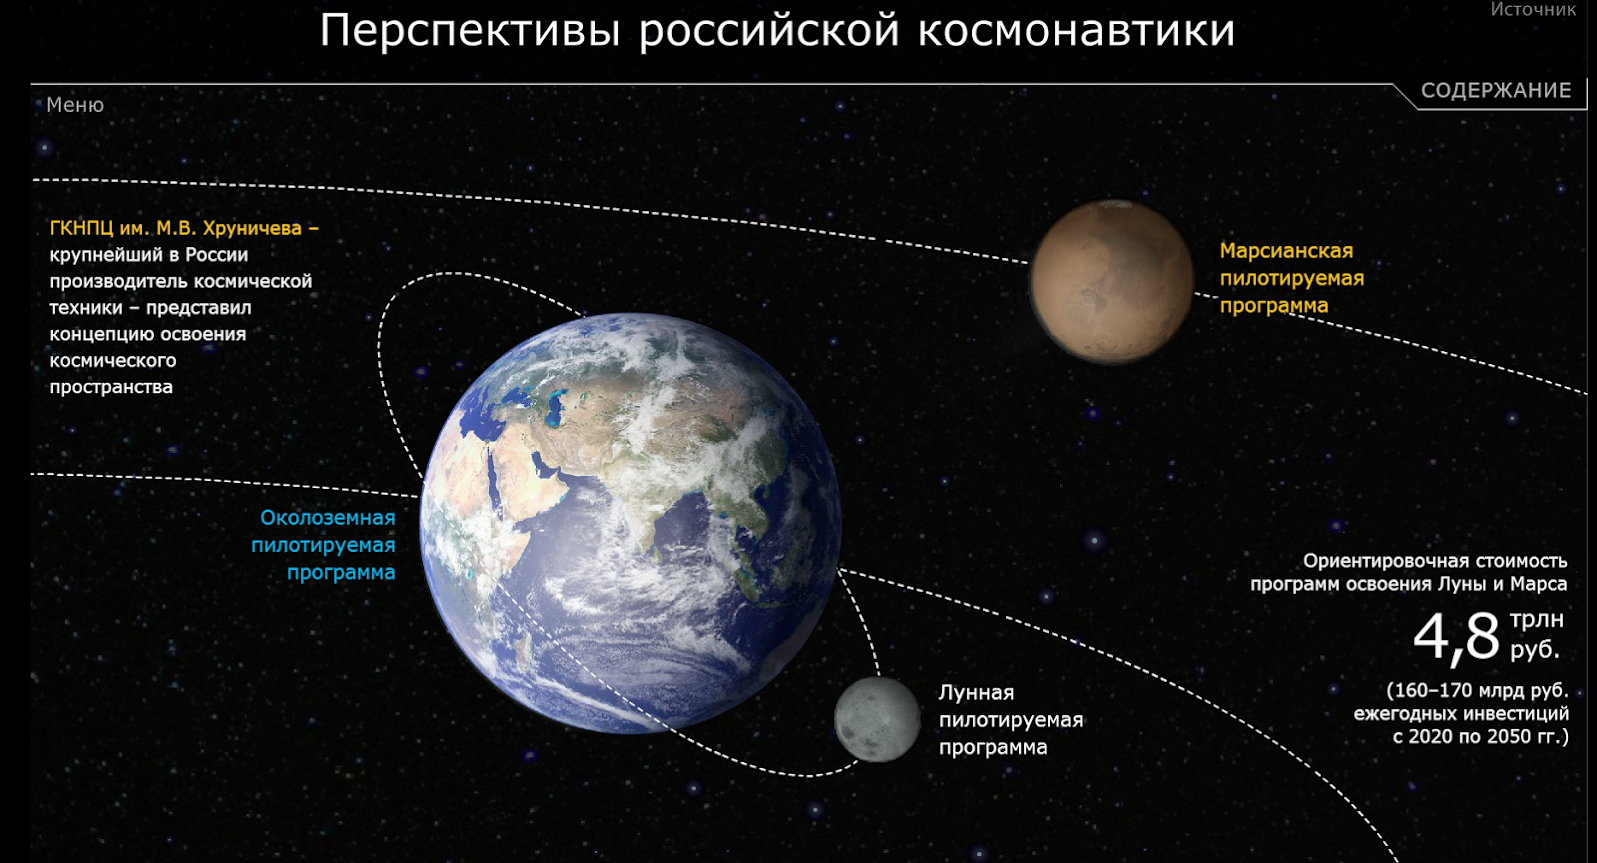 Источник
Перспективы российской космонавтики
СОДЕРЖАНИЕ
Меню
ГКНПЦ им. М.В. Хруничева –
крупнейший в России
производитель космической
техники – представил
концепцию освоения
космического
пространства
Марсианская
пилотируемая
программа
Околоземная
пилотируемая
программа
Лунная
пилотируемая
программа
Ориентировочная стоимость
программ освоения Луны и Марса
4,8 трлн
руб.
(160–170 млрд руб.
ежегодных инвестиций
с 2020 по 2050 гг.)